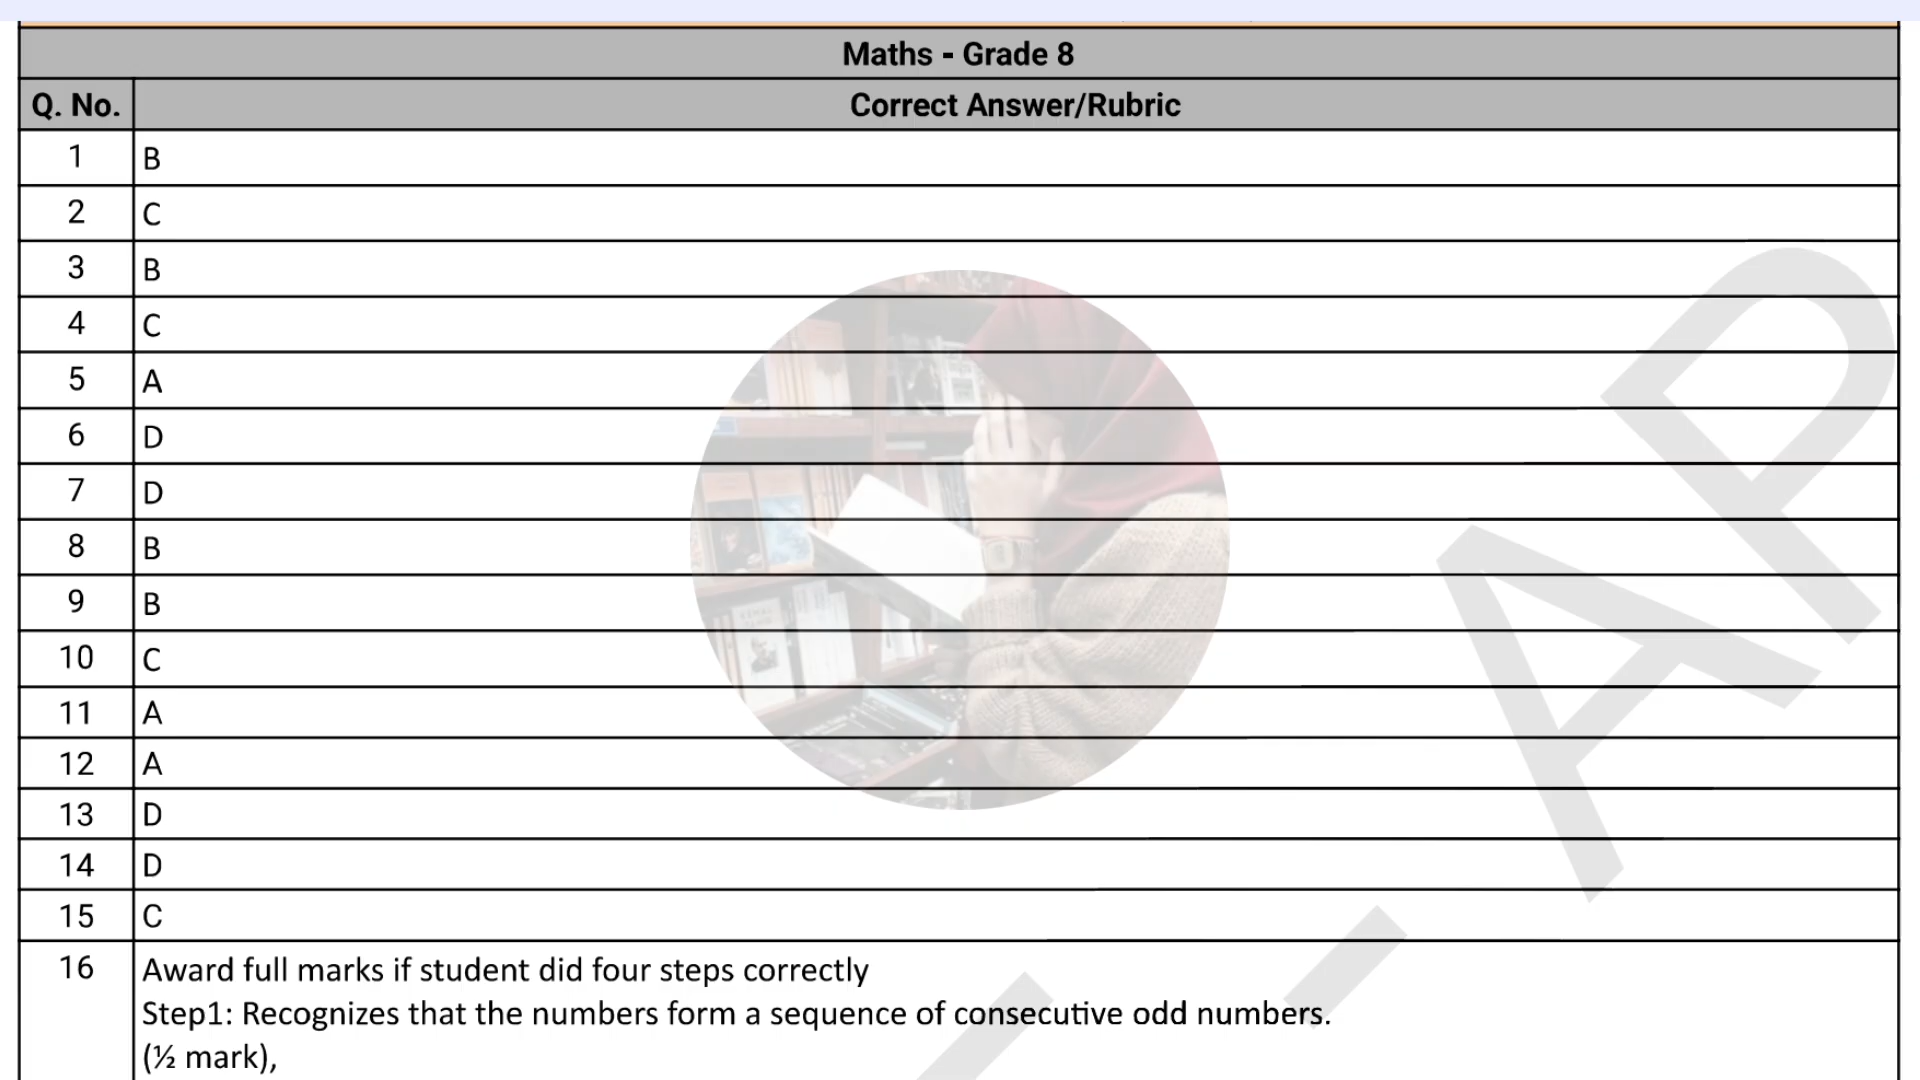 Maths - Grade 8
Q. No. Correct Answer/Rubric
1 B
2 C
3 B
4 C
5 A
6 D
7 D
8 B
9 B
10 C
11 A
12 A
13 D
14 D
15 C
16 Award full marks if student did four steps correctly
Step1: Recognizes that the numbers form a sequence of consecutive odd numbers.
(½ mark),
AP